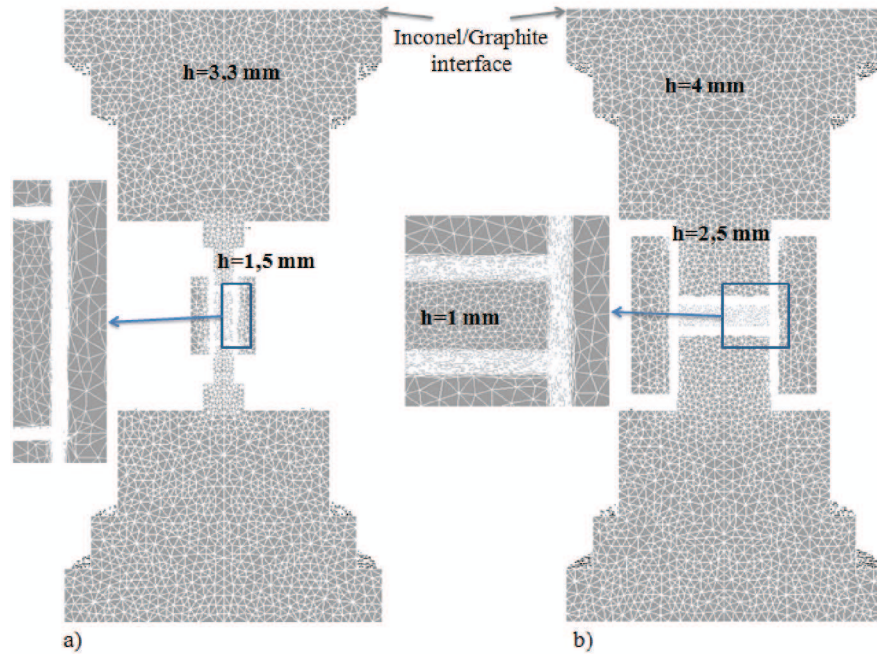 Inconel/Graphite
interface
h=3,3 mm
h=4 mm
h=1,5 mm
h=2,5 mm
h=1 mm
a)
b)